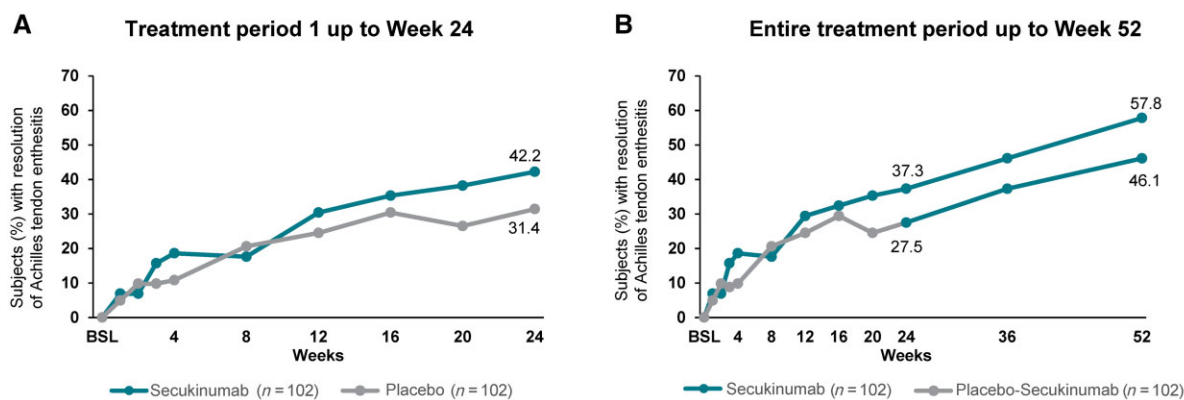 A
Treatment period 1 up to Week 24
Subjects (%) with resolution
of Achilles tendon enthesitis
70
60
50
40
30
20
10
0
42.2
31.4
BSL
4
8
12
16
20
24
Weeks
Secukinumab (n = 102)
Placebo (n = 102)
B
Entire treatment period up to Week 52
Subjects (%) with resolution
of Achilles tendon enthesitis
70
60
50
40
30
20
10
0
37.3
27.5
57.8
46.1
BSL
4
8
12
16
20
24
36
52
Weeks
Secukinumab (n = 102)
Placebo-Secukinumab (n = 102)